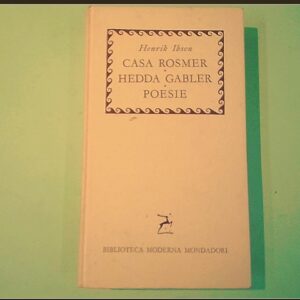 Henrik Ibsen
CASA ROSMER
HEDDA GABLER
POESIE
BIBLIOTECA MODERNA MONDADORI